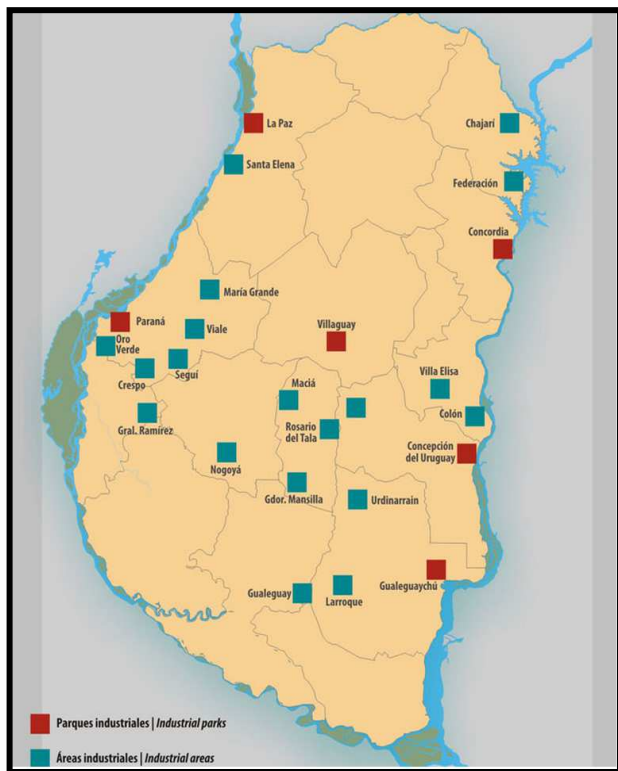 La Paz
Chajarí
Santa Elena
Federación
Concordia
María Grande
Paraná
Viale
Villaguay
Oro
Verde
Seguí
Crespo
Villa Elisa
Maciá
Colón
Gral. Ramírez
Rosario
del Tala
Concepción
del Uruguay
Nogoyá
Gdor. Mansilla
Urdinarrain
Gualeguaychú
Gualeguay
Larroque
Parques industriales | Industrial parks
Áreas industriales | Industrial areas